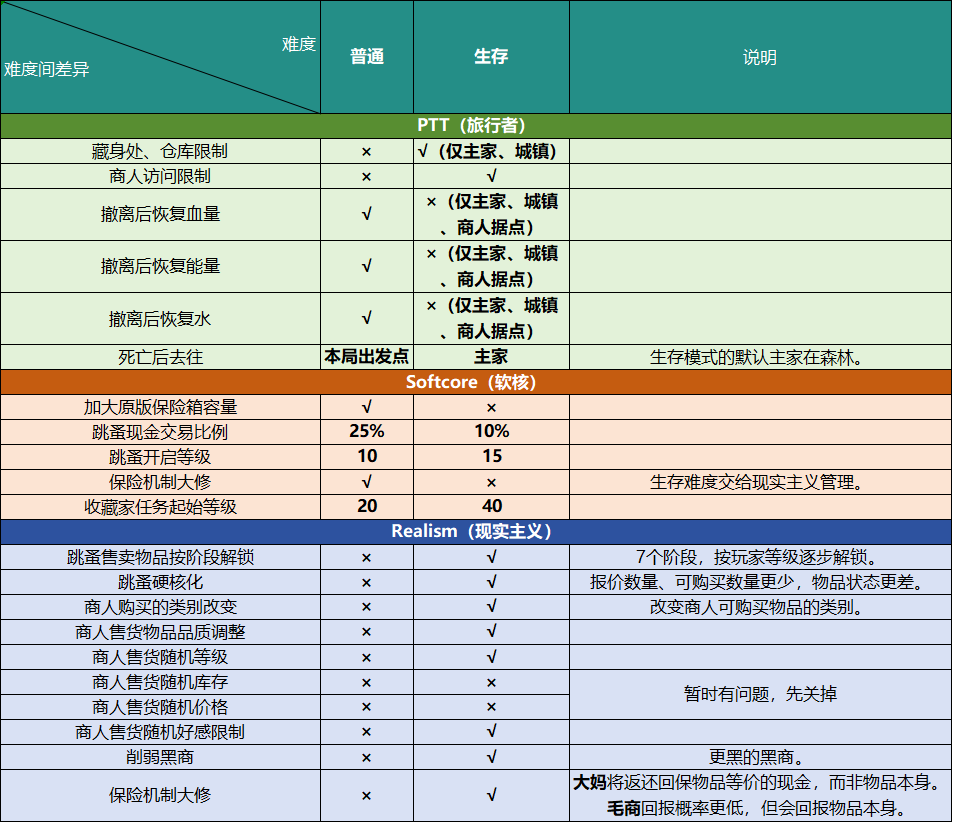 难度
难度间差异
普通
生存
说明
PTT（旅行者）
藏身处、仓库限制 × √（仅主家、城镇）
商人访问限制 × √
撤离后恢复血量 √ ×（仅主家、城镇
、商人据点）
撤离后恢复能量 √ ×（仅主家、城镇
、商人据点）
撤离后恢复水 √ ×（仅主家、城镇
、商人据点）
死亡后去往 本局出发点 主家 生存模式的默认主家在森林。
Softcore（软核）
加大原版保险箱容量 √ ×
跳蚤现金交易比例 25% 10%
跳蚤开启等级 10 15
保险机制大修 √ × 生存难度交给现实主义管理。
收藏家任务起始等级 20 40
Realism（现实主义）
跳蚤售卖物品按阶段解锁 × √ 7个阶段，按玩家等级逐步解锁。
跳蚤硬核化 × √ 报价数量、可购买数量更少，物品状态更差。
商人购买的类别改变 × √ 改变商人可购买物品的类别。
商人售货物品品质调整 × √
商人售货随机等级 × √
商人售货随机库存 × ×
商人售货随机价格 × ×
暂时有问题，先关掉
商人售货随机好感限制 × √
削弱黑商 × √ 更黑的黑商。
保险机制大修 × √ 大妈将返还回保物品等价的现金，而非物品本身。
毛商回报概率更低，但会回报物品本身。